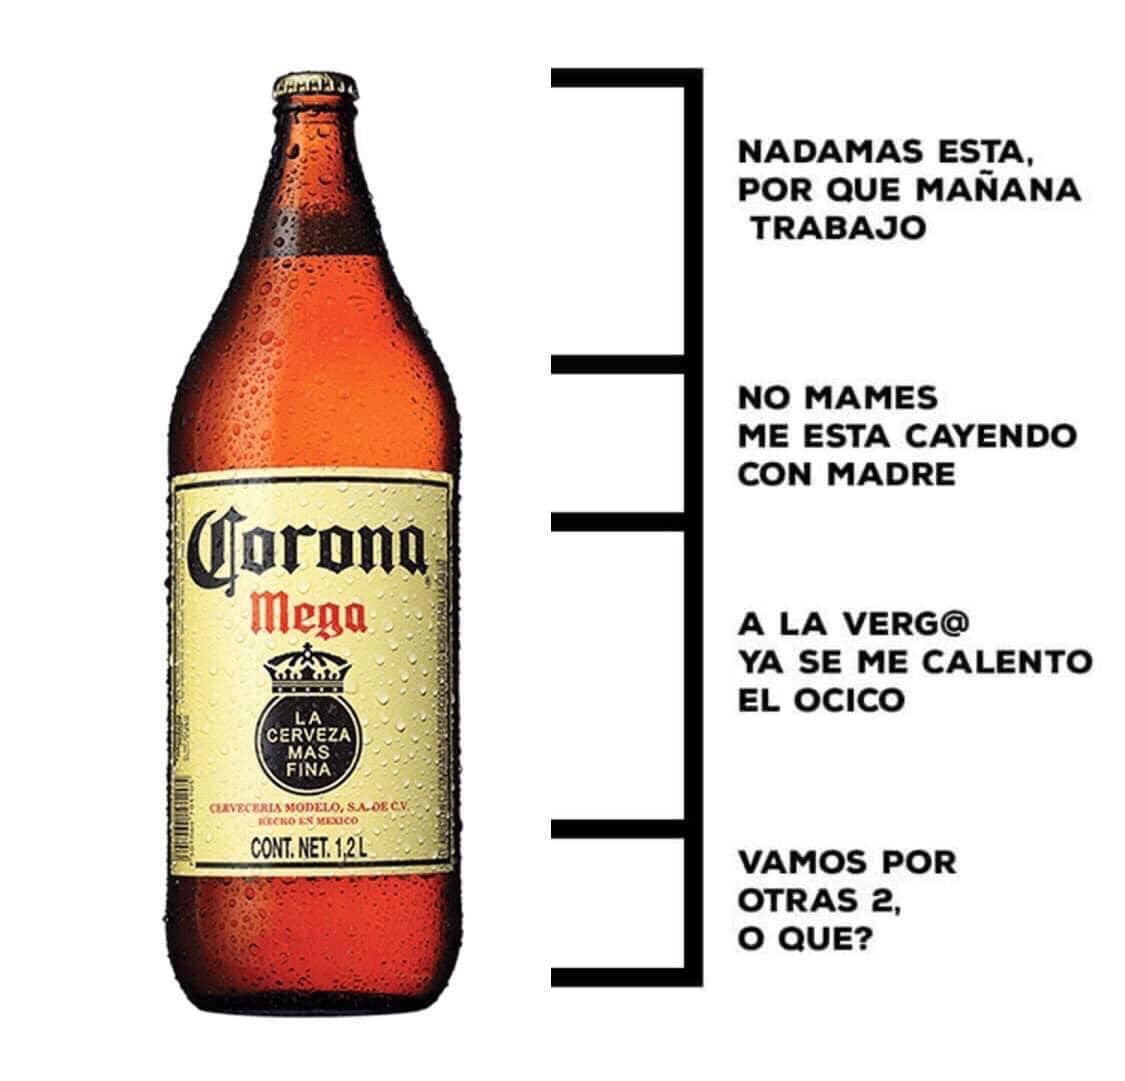 Corona
Mega
LA
CERVEZA
MAS
FINA
CERVECERIA MODELO, S.A. DE C.V.
HECHO EN MEXICO
CONT. NET. 1,2 L
NADAMAS ESTA,
POR QUE MAÑANA
TRABAJO
NO MAMES
ME ESTA CAYENDO
CON MADRE
A LA VERG@
YA SE ME CALENTO
EL OCICO
VAMOS POR
OTRAS 2,
O QUE?